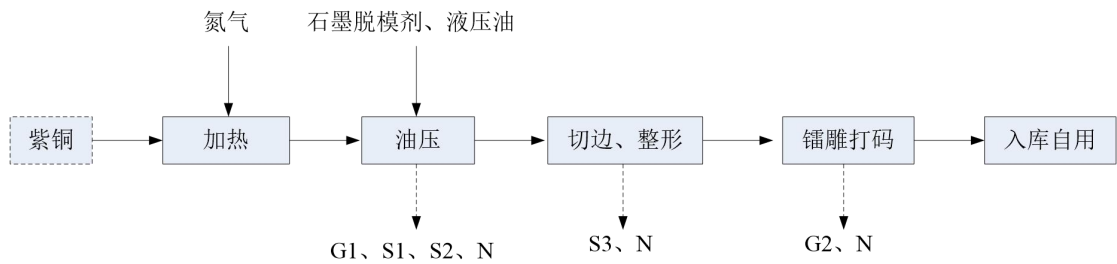 氮气
石墨脱模剂、液压油
紫铜
加热
油压
切边、整形
镭雕打码
入库自用
G1、S1、S2、N
S3、N
G2、N